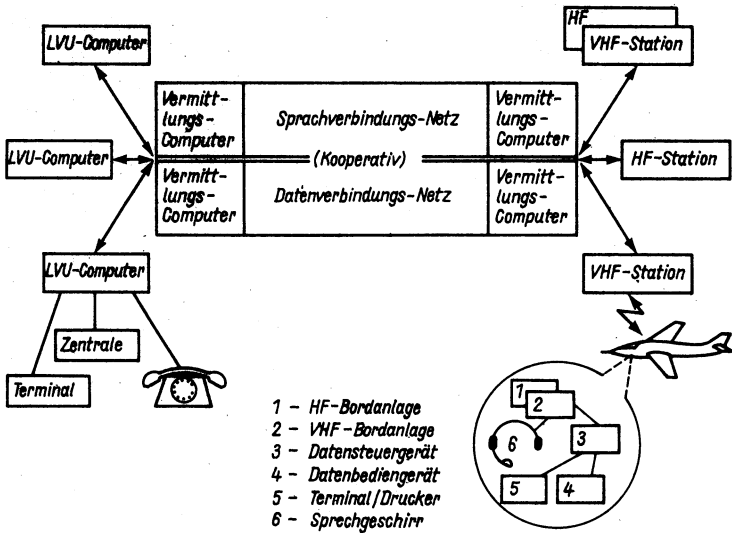 LVU-Computer
HF
VHF-Station
Vermitt-
lungs-
Computer
Sprachverbindungs-Netz
Vermitt-
lungs-
Computer
LVU-Computer
(Kooperativ)
HF-Station
Vermitt-
lungs-
Computer
Datenverbindungs-Netz
Vermitt-
lungs-
Computer
LVU-Computer
VHF-Station
Zentrale
Terminal
1 - HF-Bordanlage
2 - VHF-Bordanlage
3 - Datensteuergerät
4 - Datenbediengerät
5 - Terminal/Drucker
6 - Sprechgeschirr
1
2
6
3
5
4